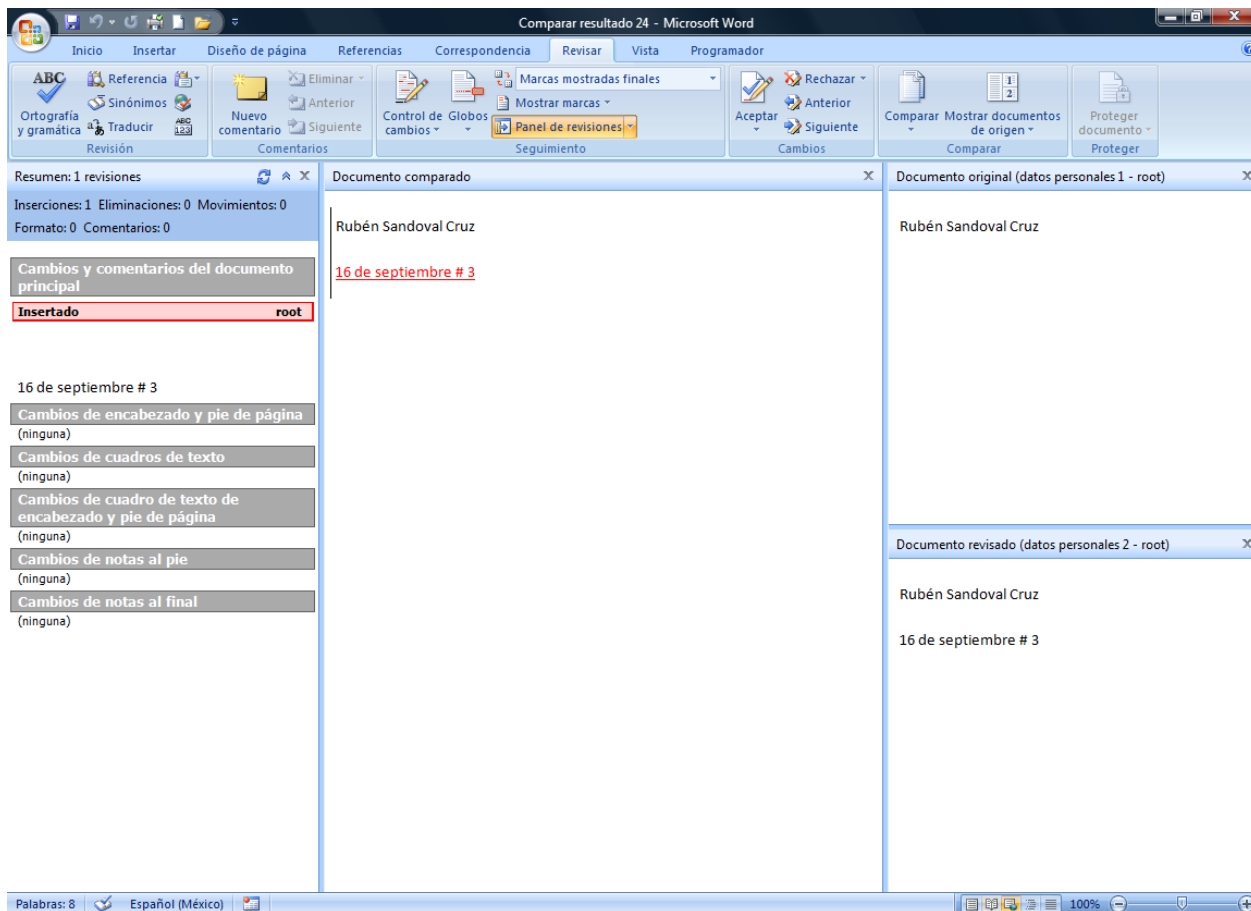 Comparar resultado 24 - Microsoft Word
Inicio Insertar Diseño de página Referencias Correspondencia Revisar Vista Programador
ABC
Ortografía y gramática
Referencia
Sinónimos
Traducir
ABC
123
Revisión
Nuevo comentario
Eliminar
Anterior
Siguiente
Comentarios
Control de cambios
Globos
Marcas mostradas finales
Mostrar marcas
Panel de revisiones
Seguimiento
Aceptar
Rechazar
Anterior
Siguiente
Cambios
Comparar
1
2
Mostrar documentos de origen
Comparar
Proteger documento
Proteger
Resumen: 1 revisiones
Inserciones: 1 Eliminaciones: 0 Movimientos: 0
Formato: 0 Comentarios: 0
Cambios y comentarios del documento
principal
Insertado root
16 de septiembre # 3
Cambios de encabezado y pie de página
(ninguna)
Cambios de cuadros de texto
(ninguna)
Cambios de cuadro de texto de
encabezado y pie de página
(ninguna)
Cambios de notas al pie
(ninguna)
Cambios de notas al final
(ninguna)
Documento comparado
Rubén Sandoval Cruz
16 de septiembre # 3
Documento original (datos personales 1 - root)
Rubén Sandoval Cruz
Documento revisado (datos personales 2 - root)
Rubén Sandoval Cruz
16 de septiembre # 3
Palabras: 8 Español (México) 100%